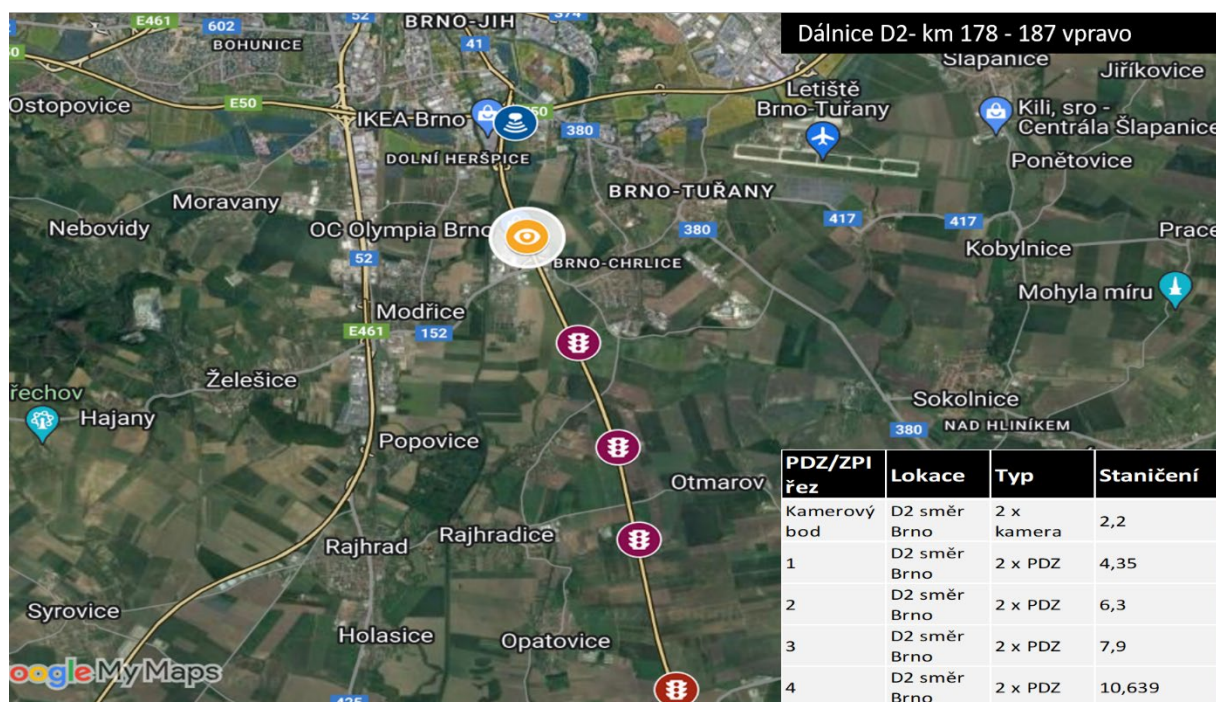 E461
52
374
BRNO-JIH
Dálnice D2- km 178 - 187 vpravo
602
BOHUNICE
41
Šlapanice
Jiříkovice
50
Ostopovice
E50
IKEA Brno
50
Letiště
Brno-Tuřany
Kili, sro -
Centrála Šlapanice
380
DOLNÍ HERŠPICE
Ponětovice
Moravany
BRNO-TUŘANY
417
417
Nebovidy
OC Olympia Brno
380
Kobylnice
Prace
52
BRNO-CHRLICE
Mohyla míru
Modřice
E461
152
Želešice
řechov
Hajany
Sokolnice
Popovice
380
NAD HLINÍKEM
Otmarov
Rajhrad
Rajhradice
Syrovice
Holasice
Opatovice
oogle My Maps
425
PDZ/ZPI řez Lokace Typ Staničení
Kamerový bod D2 směr Brno 2 x kamera 2,2
1 D2 směr Brno 2 x PDZ 4,35
2 D2 směr Brno 2 x PDZ 6,3
3 D2 směr Brno 2 x PDZ 7,9
4 D2 směr Brno 2 x PDZ 10,639